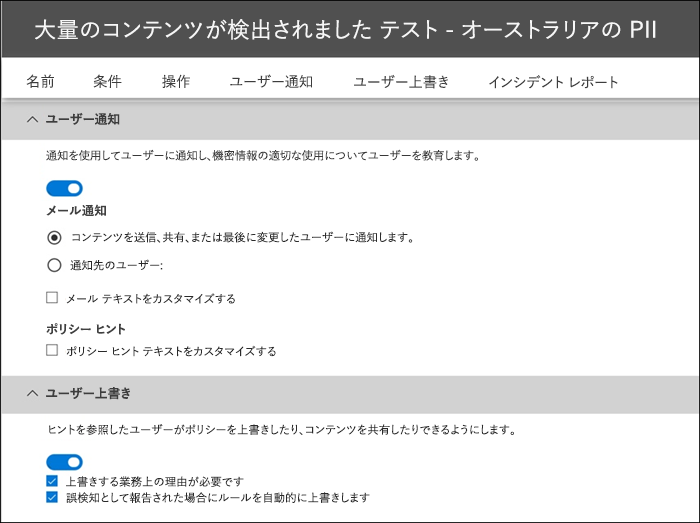 大量のコンテンツが検出されました テスト - オーストラリアの PII
名前 条件 操作 ユーザー通知 ユーザー上書き インシデント レポート
ユーザー通知
通知を使用してユーザーに通知し、機密情報の適切な使用についてユーザーを教育します。
メール通知
コンテンツを送信、共有、または最後に変更したユーザーに通知します。
通知先のユーザー:
メール テキストをカスタマイズする
ポリシー ヒント
ポリシー ヒント テキストをカスタマイズする
ユーザー上書き
ヒントを参照したユーザーがポリシーを上書きしたり、コンテンツを共有したりできるようにします。
上書きする業務上の理由が必要です
誤検知として報告された場合にルールを自動的に上書きします